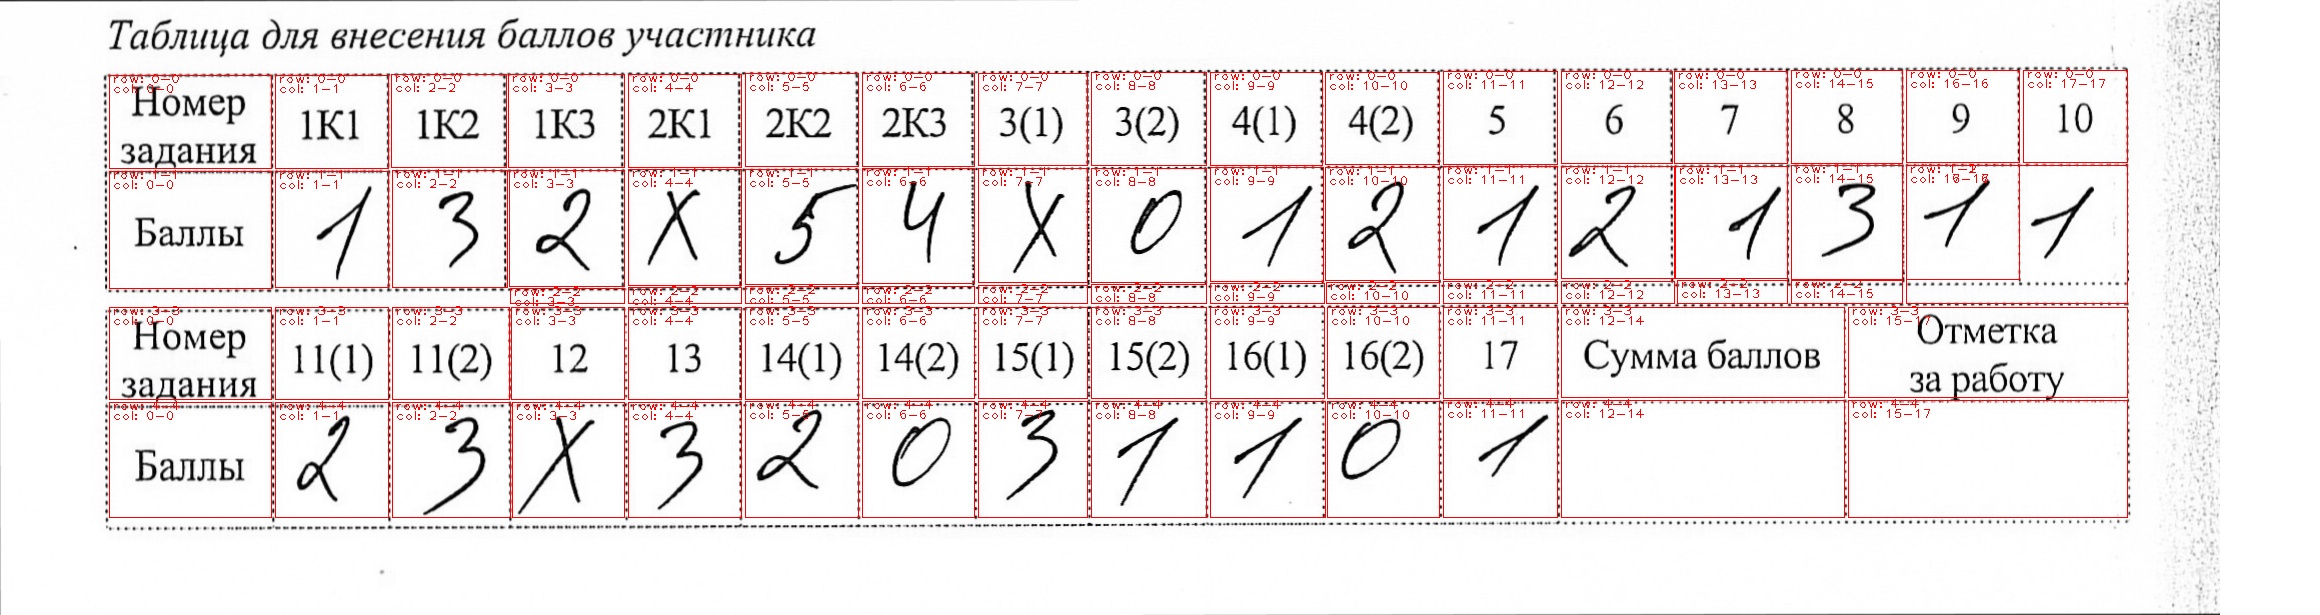 Таблица для внесения баллов участника
Номер задания 1К1 1К2 1К3 2К1 2К2 2К3 3(1) 3(2) 4(1) 4(2) 5 6 7 8 9 10
Баллы 1 3 2 X 5 4 X 0 1 2 1 2 1 3 1 1
Номер задания 11(1) 11(2) 12 13 14(1) 14(2) 15(1) 15(2) 16(1) 16(2) 17 Сумма баллов Отметка за работу
Баллы 2 3 X 3 2 0 3 1 1 0 1